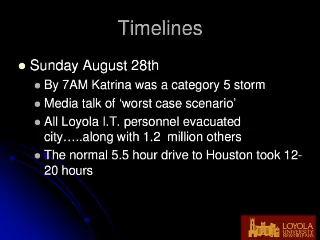 Timelines
Sunday August 28th
By 7AM Katrina was a category 5 storm
Media talk of ‘worst case scenario’
All Loyola I.T. personnel evacuated
city…..along with 1.2 million others
The normal 5.5 hour drive to Houston took 12-
20 hours
LOYOLA
UNIVERSITY
NEW ORLEANS